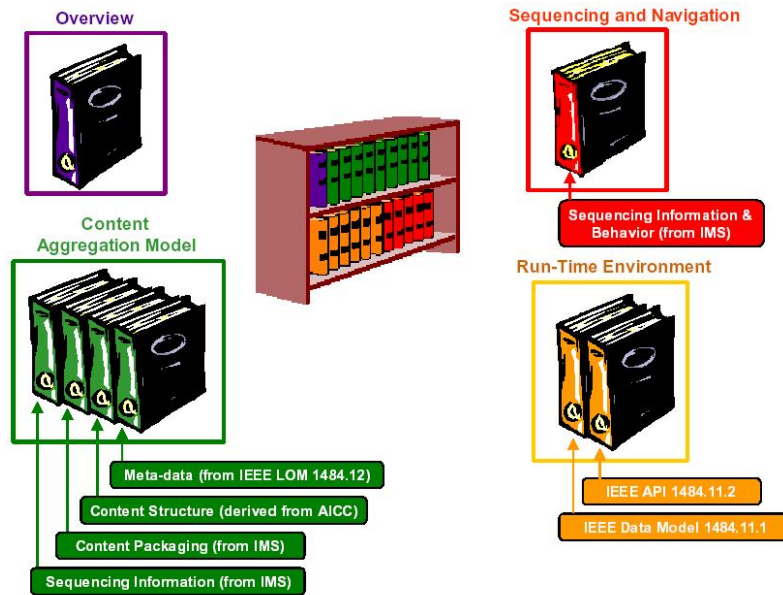 Overview
Sequencing and Navigation
Sequencing Information &
Behavior (from IMS)
Content
Aggregation Model
Run-Time Environment
Meta-data (from IEEE LOM 1484.12)
Content Structure (derived from AICC)
Content Packaging (from IMS)
Sequencing Information (from IMS)
IEEE API 1484.11.2
IEEE Data Model 1484.11.1